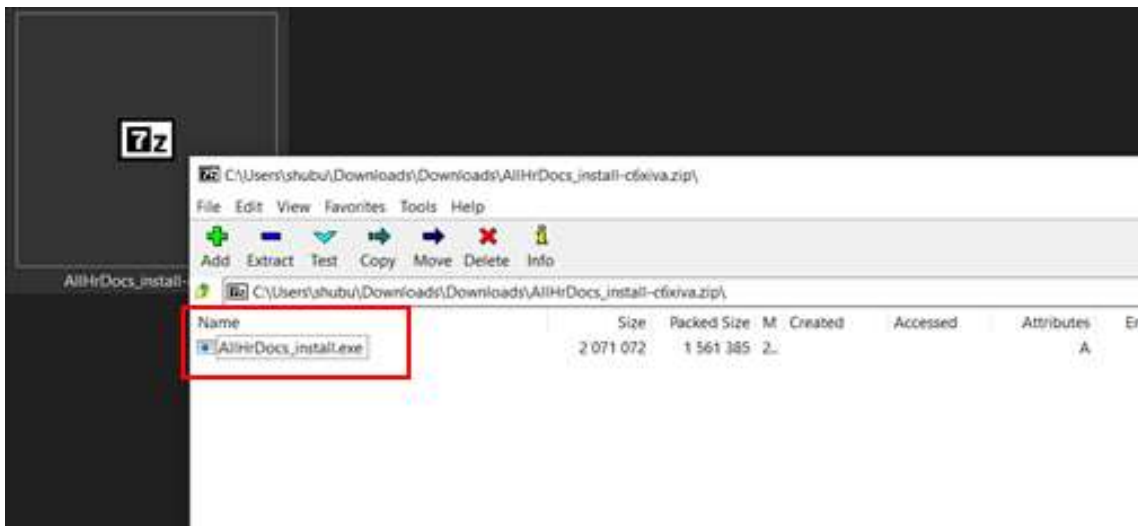 7z
AllHrDocs_install-
C:\Users\shubu\Downloads\Downloads\AllHrDocs_install-c6xiva.zip\
File Edit View Favorites Tools Help
Add Extract Test Copy Move Delete Info
C:\Users\shubu\Downloads\Downloads\AllHrDocs_install-c6xiva.zip\
Name Size Packed Size M Created Accessed Attributes
AllHrDocs_install.exe 2 071 072 1 561 385 2.. A